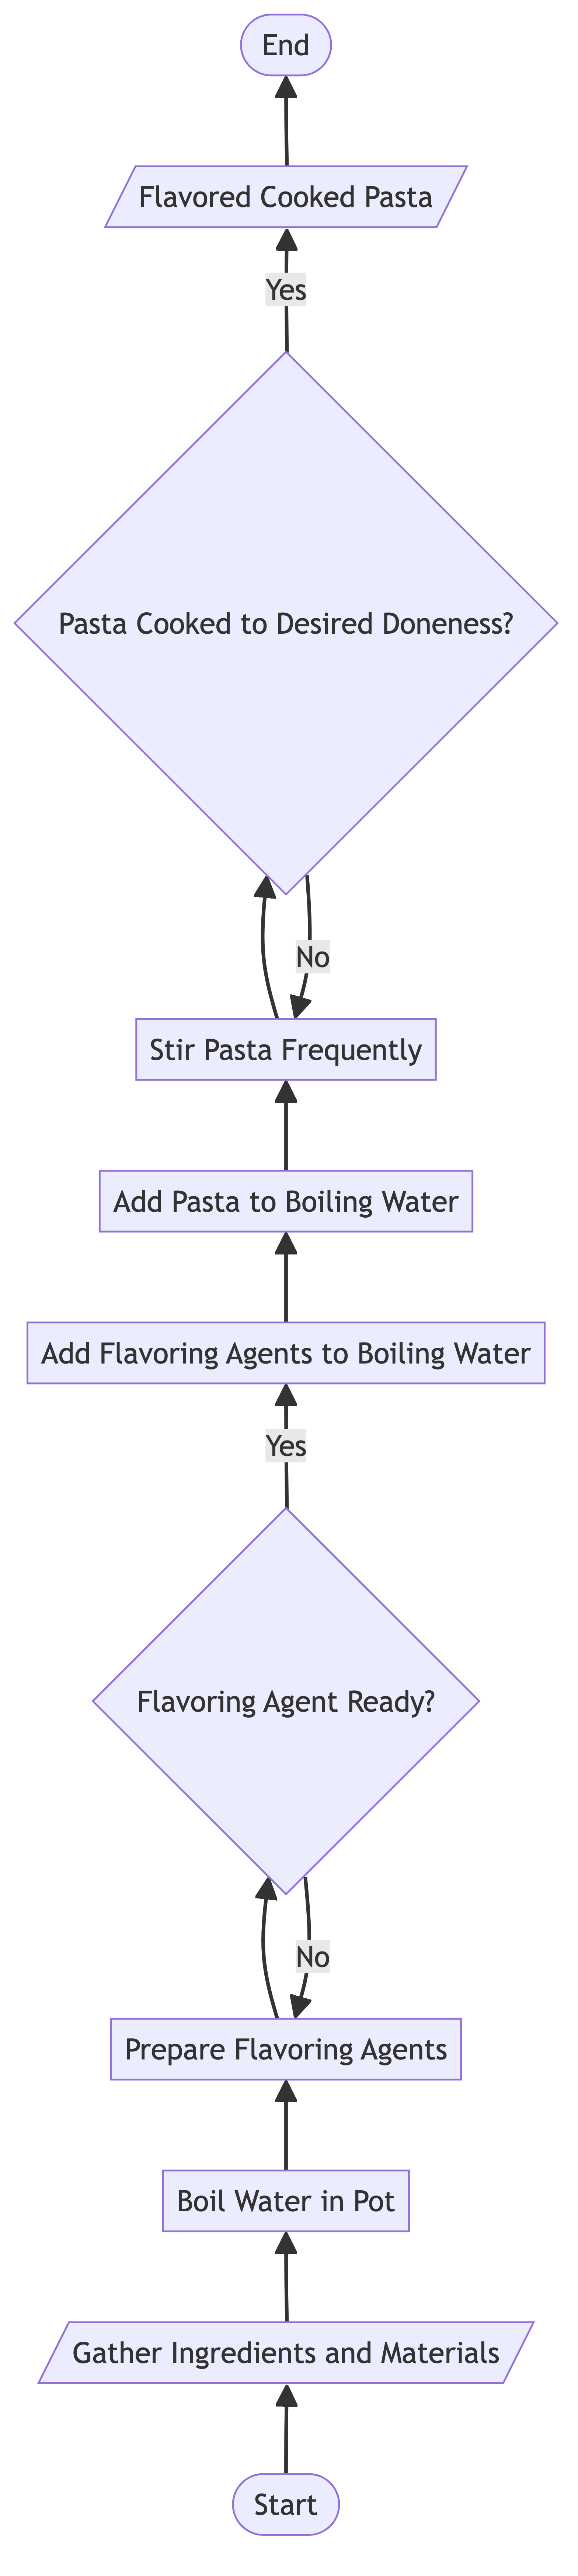 End
Flavored Cooked Pasta
Yes
Pasta Cooked to Desired Doneness?
No
Stir Pasta Frequently
Add Pasta to Boiling Water
Add Flavoring Agents to Boiling Water
Yes
Flavoring Agent Ready?
No
Prepare Flavoring Agents
Boil Water in Pot
Gather Ingredients and Materials
Start